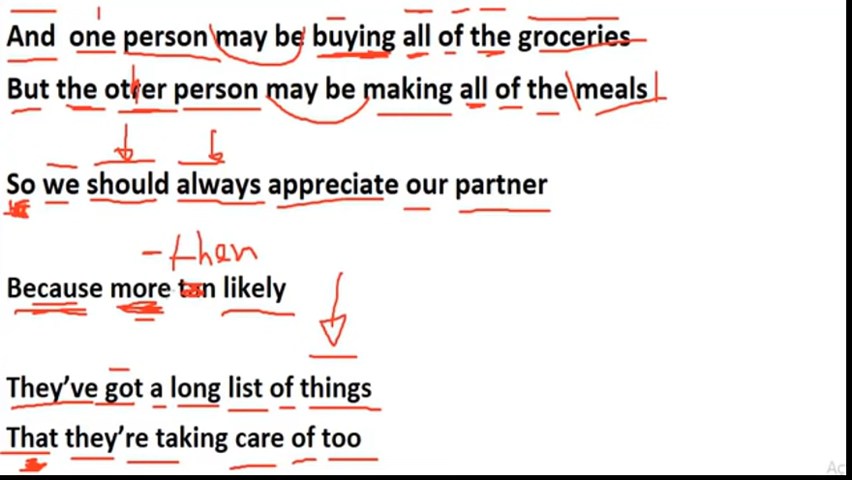 And one person may be buying all of the groceries
But the other person may be making all of the meals
So we should always appreciate our partner
-than
Because more tan likely
They've got a long list of things
That they're taking care of too
Ac